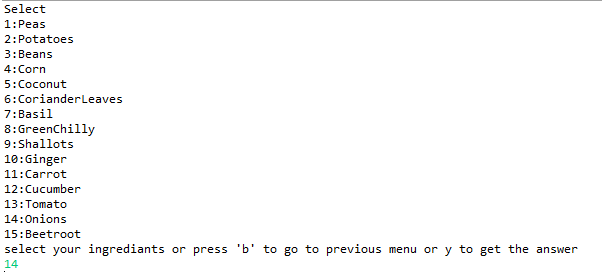 Select
1:Peas
2:Potatoes
3:Beans
4:Corn
5:Coconut
6:CorianderLeaves
7:Basil
8:GreenChilly
9:Shallots
10:Ginger
11:Carrot
12:Cucumber
13:Tomato
14:Onions
15:Beetroot
select your ingrediants or press 'b' to go to previous menu or y to get the answer
14